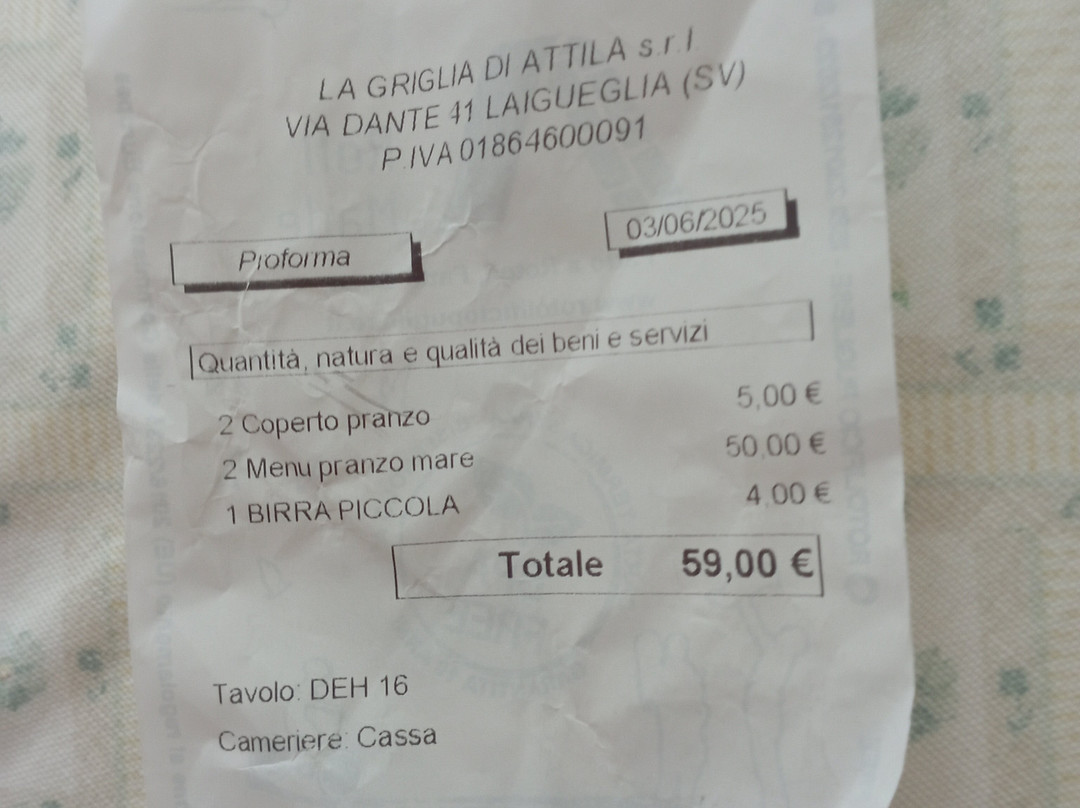 LA GRIGLIA DI ATTILA s.r.l.
VIA DANTE 41 LAIGUEGLIA (SV)
P.IVA 01864600091
Proforma
03/06/2025
Quantità, natura e qualità dei beni e servizi
2 Coperto pranzo 5,00 €
2 Menu pranzo mare 50,00 €
1 BIRRA PICCOLA 4,00 €
Totale 59,00 €
Tavolo: DEH 16
Cameriere: Cassa